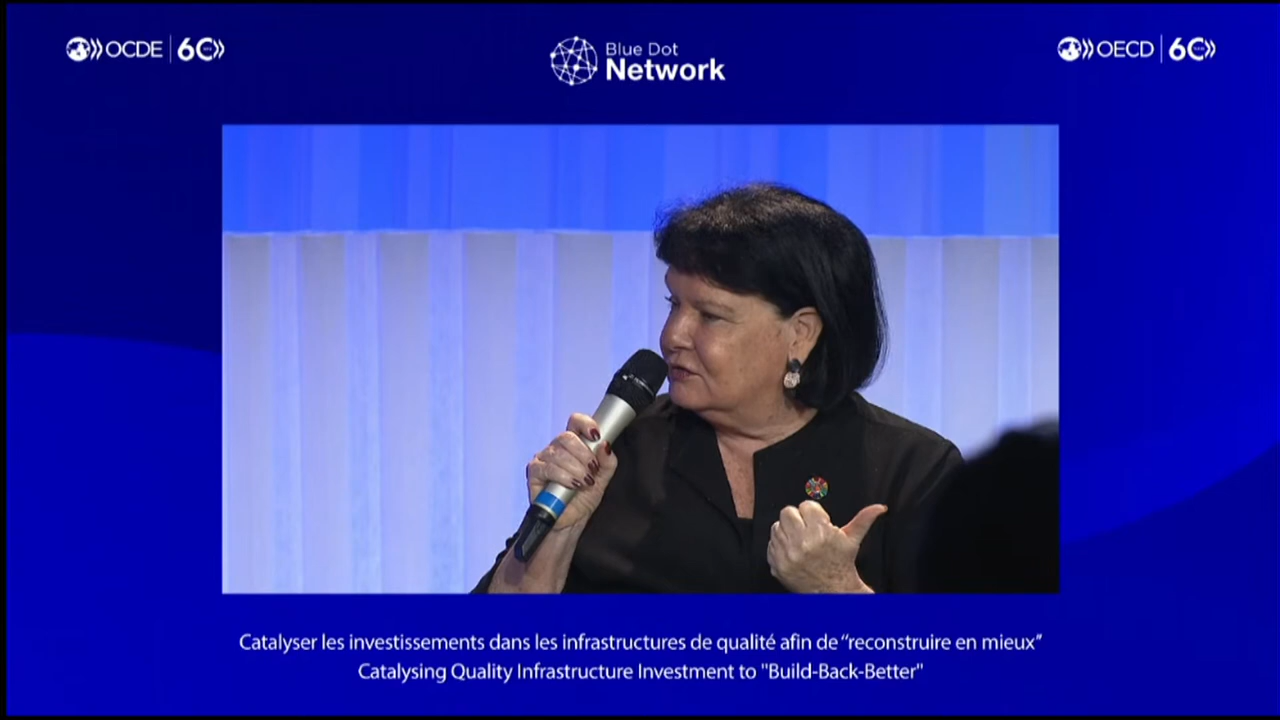 OCDE 60
Blue Dot
Network
OECD 60
Catalyser les investissements dans les infrastructures de qualité afin de “reconstruire en mieux”
Catalysing Quality Infrastructure Investment to "Build-Back-Better"